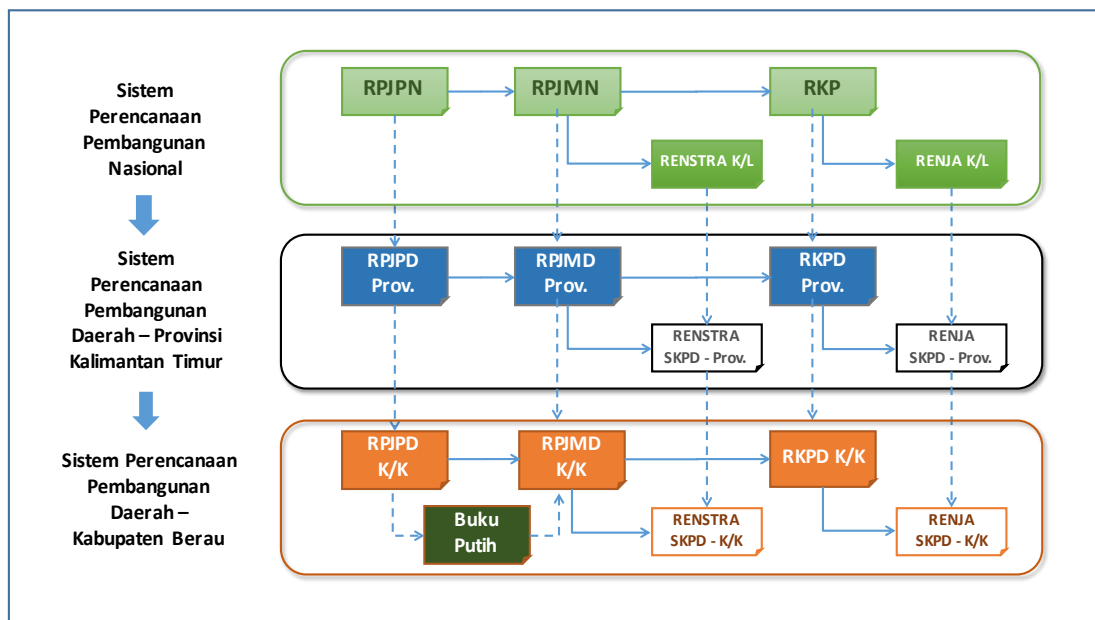 Sistem
Perencanaan
Pembangunan
Nasional
RPJPN
RPJMN
RKP
RENSTRA K/L
RENJA K/L
Sistem
Perencanaan
Pembangunan
Daerah – Provinsi
Kalimantan Timur
RPJPD
Prov.
RPJMD
Prov.
RKPD
Prov.
RENSTRA
SKPD - Prov.
RENJA
SKPD - Prov.
Sistem Perencanaan
Pembangunan
Daerah –
Kabupaten Berau
RPJPD
K/K
RPJMD
K/K
RKPD K/K
Buku
Putih
RENSTRA
SKPD - K/K
RENJA
SKPD - K/K